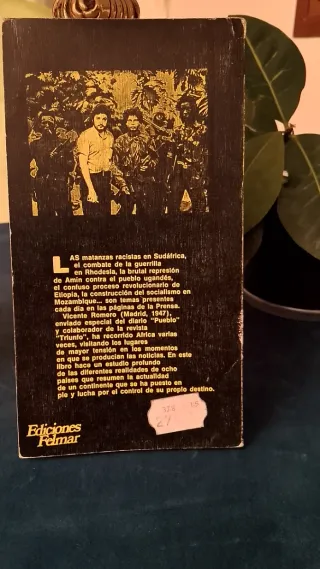 LAS matanzas racistas en Sudáfrica,
el combate de la guerrilla
en Rhodesia, la brutal represión
de Amin contra el pueblo ugandés,
el confuso proceso revolucionario de
Etiopía, la construcción del socialismo en
Mozambique... son temas presentes
cada día en las páginas de la Prensa.
Vicente Romero (Madrid, 1947),
enviado especial del diario "Pueblo"
y colaborador de la revista
"Triunfo", ha recorrido Africa varias
veces, visitando los lugares
de mayor tensión en los momentos
en que se producían las noticias. En este
libro hace un estudio profundo
de las diferentes realidades de ocho
países que resumen la actualidad
de un continente que se ha puesto en
pie y lucha por el control de su propio destino.
Ediciones
Felmar